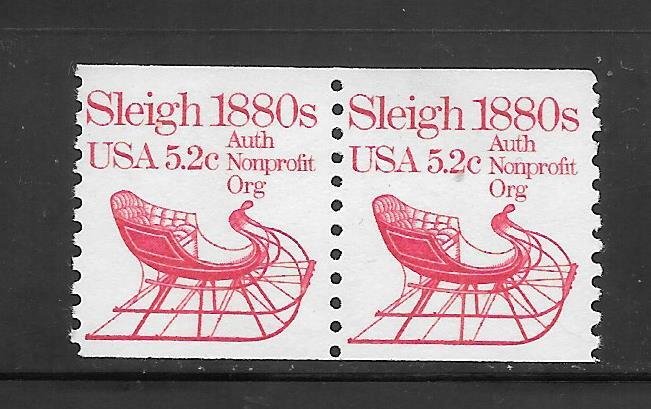 Sleigh 1880s
USA 5.2c
Auth
Nonprofit
Org
Sleigh 1880s
USA 5.2c
Auth
Nonprofit
Org